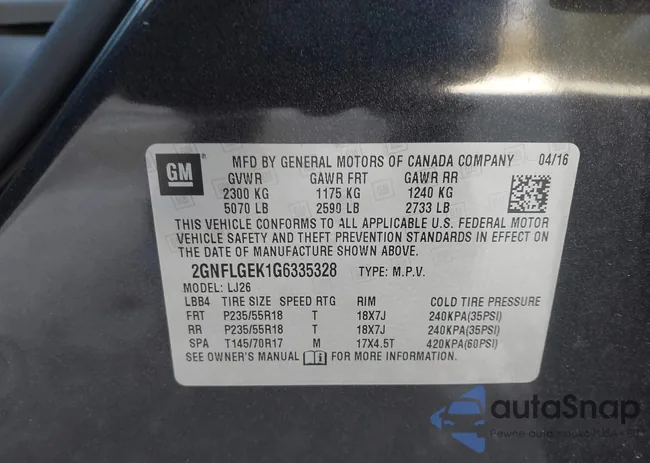 GM
MFD BY GENERAL MOTORS OF CANADA COMPANY 04/16
GVWR GAWR FRT GAWR RR
2300 KG 1175 KG 1240 KG
5070 LB 2590 LB 2733 LB
THIS VEHICLE CONFORMS TO ALL APPLICABLE U.S. FEDERAL MOTOR
VEHICLE SAFETY AND THEFT PREVENTION STANDARDS IN EFFECT ON
THE DATE OF MANUFACTURE SHOWN ABOVE.
2GNFLGEK1G6335328 TYPE: M.P.V.
MODEL: LJ26
LBB4 TIRE SIZE SPEED RTG RIM COLD TIRE PRESSURE
FRT P235/55R18 T 18X7J 240KPA(35PSI)
RR P235/55R18 T 18X7J 240KPA(35PSI)
SPA T145/70R17 M 17X4.5T 420KPA(60PSI)
SEE OWNER'S MANUAL FOR MORE INFORMATION.
autoSnap